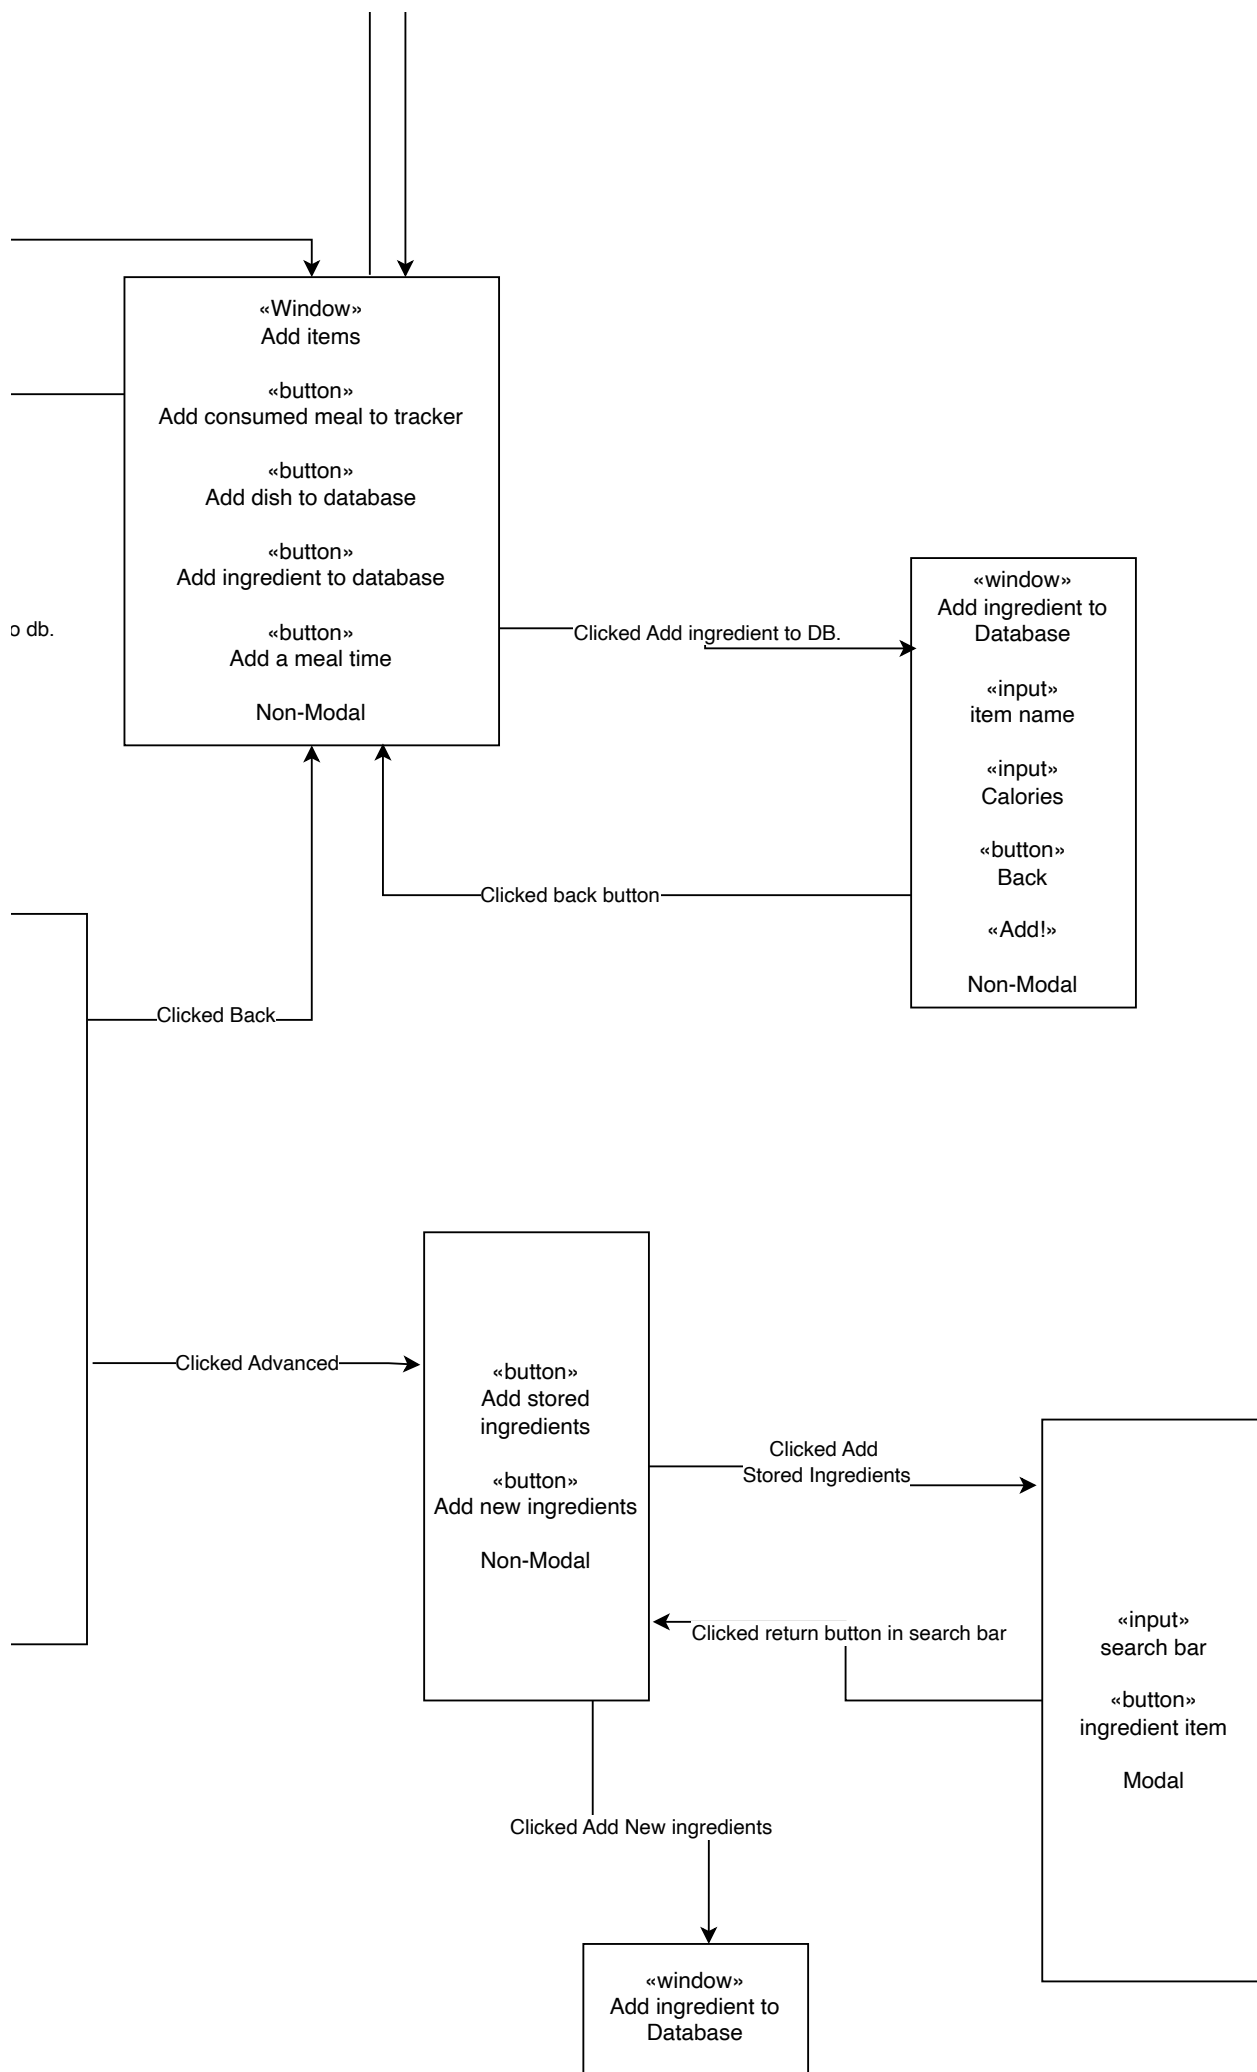 «Window»
Add items
«button»
Add consumed meal to tracker
«button»
Add dish to database
«button»
Add ingredient to database
«button»
Add a meal time
Non-Modal
o db.
Clicked Add ingredient to DB.
«window»
Add ingredient to
Database
«input»
item name
«input»
Calories
«button»
Back
«Add!»
Non-Modal
Clicked back button
Clicked Back
Clicked Advanced
«button»
Add stored
ingredients
«button»
Add new ingredients
Non-Modal
Clicked Add
Stored Ingredients
Clicked return button in search bar
«input»
search bar
«button»
ingredient item
Modal
Clicked Add New ingredients
«window»
Add ingredient to
Database